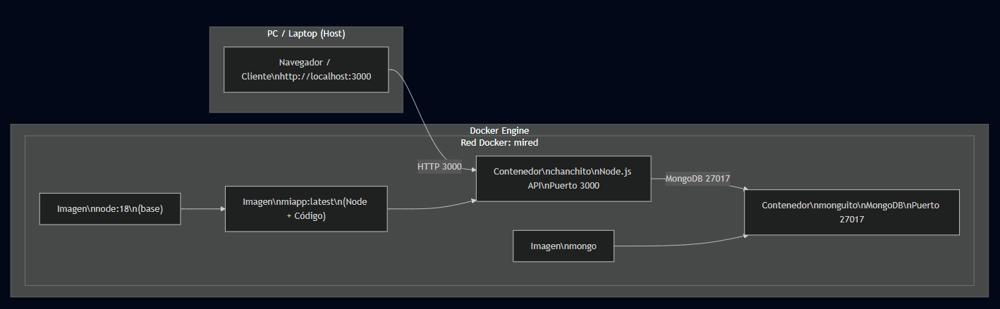 PC / Laptop (Host)
Navegador /
Cliente\nhttp://localhost:3000
Docker Engine
Red Docker: mired
HTTP 3000
Contenedor\nchanchito\nNode.js
API\nPuerto 3000
MongoDB 27017
Imagen\nnode:18\n(base)
Imagen\nmiapp:latest\n(Node
+ Código)
Contenedor\nmonguito\nMongoDB\nPuerto
27017
Imagen\nmongo